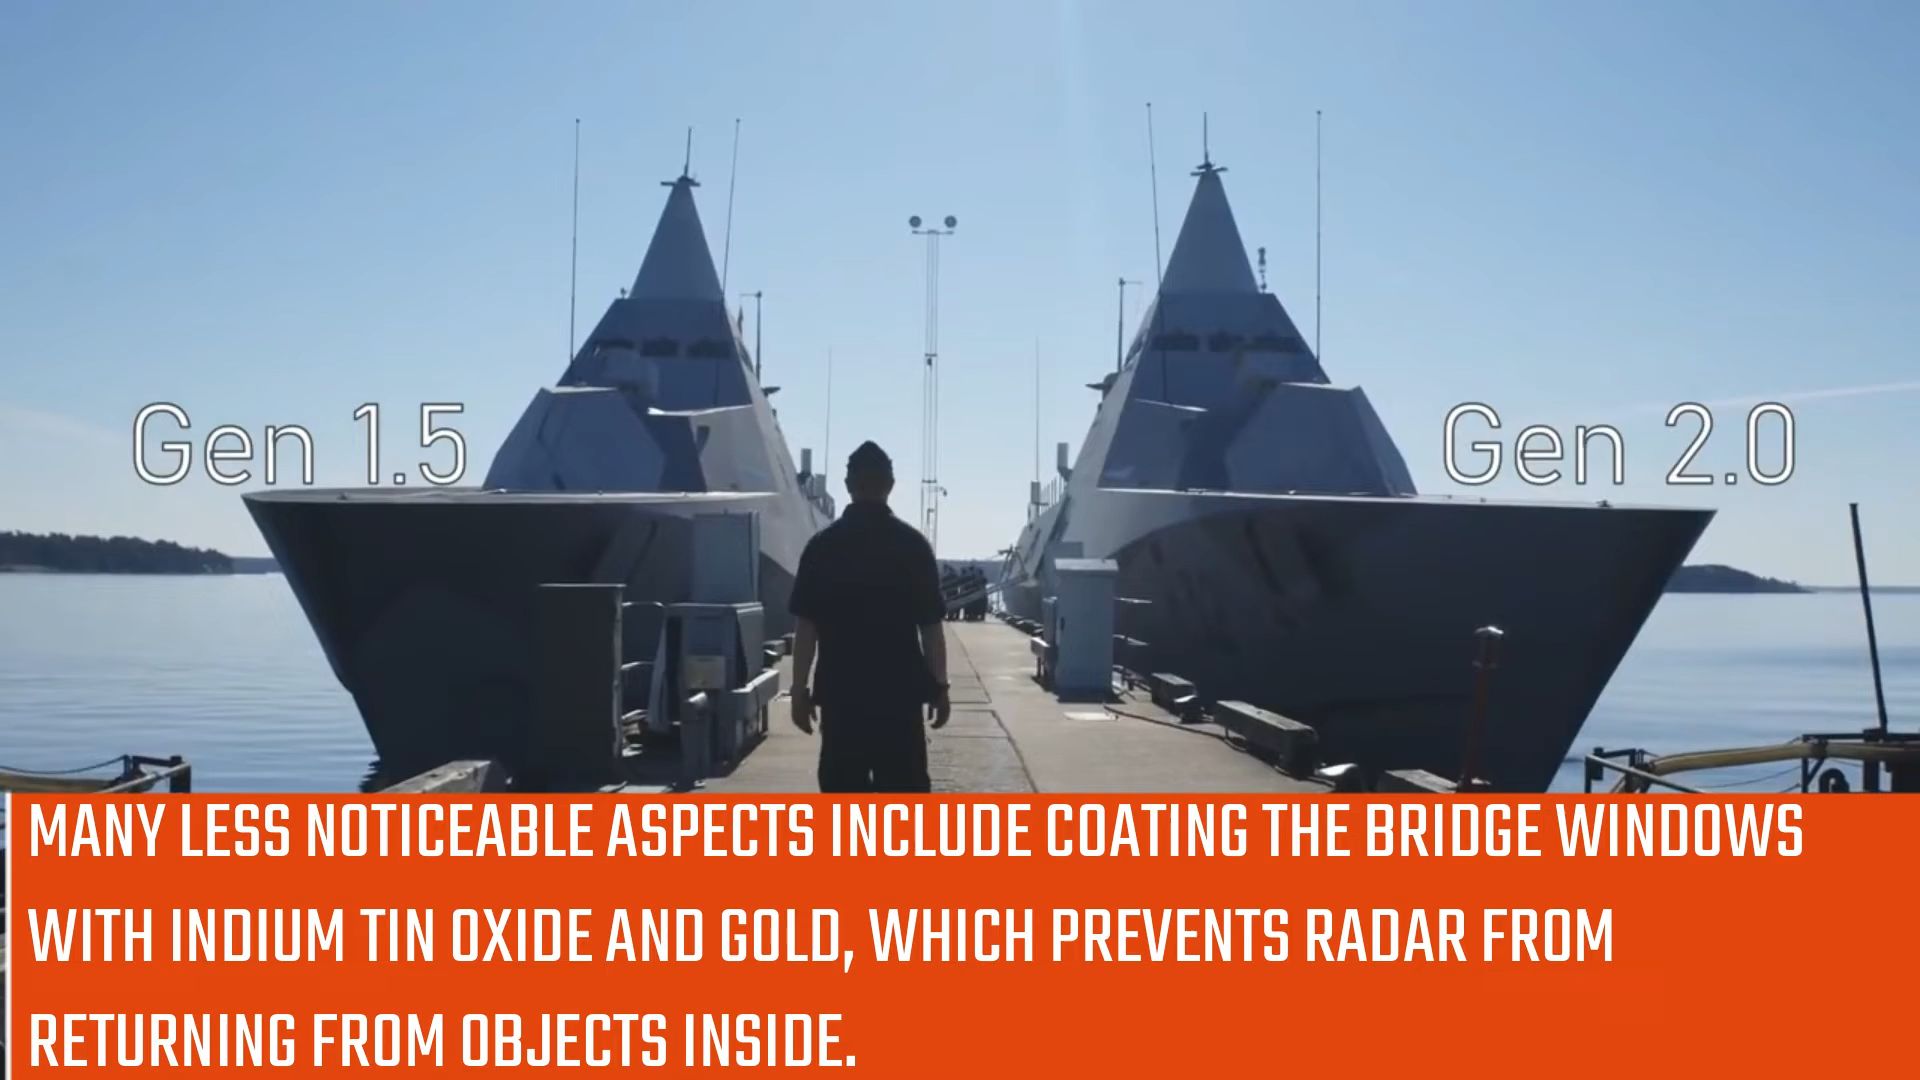 Gen 1.5
Gen 2.0
MANY LESS NOTICEABLE ASPECTS INCLUDE COATING THE BRIDGE WINDOWS
WITH INDIUM TIN OXIDE AND GOLD, WHICH PREVENTS RADAR FROM
RETURNING FROM OBJECTS INSIDE.